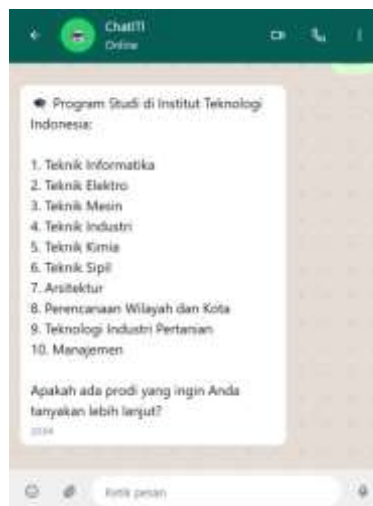 ChatITI
Online
Program Studi di Institut Teknologi
Indonesia:
1. Teknik Informatika
2. Teknik Elektro
3. Teknik Mesin
4. Teknik Industri
5. Teknik Kimia
6. Teknik Sipil
7. Arsitektur
8. Perencanaan Wilayah dan Kota
9. Teknologi Industri Pertanian
10. Manajemen
Apakah ada prodi yang ingin Anda
tanyakan lebih lanjut?
Ketik pesan